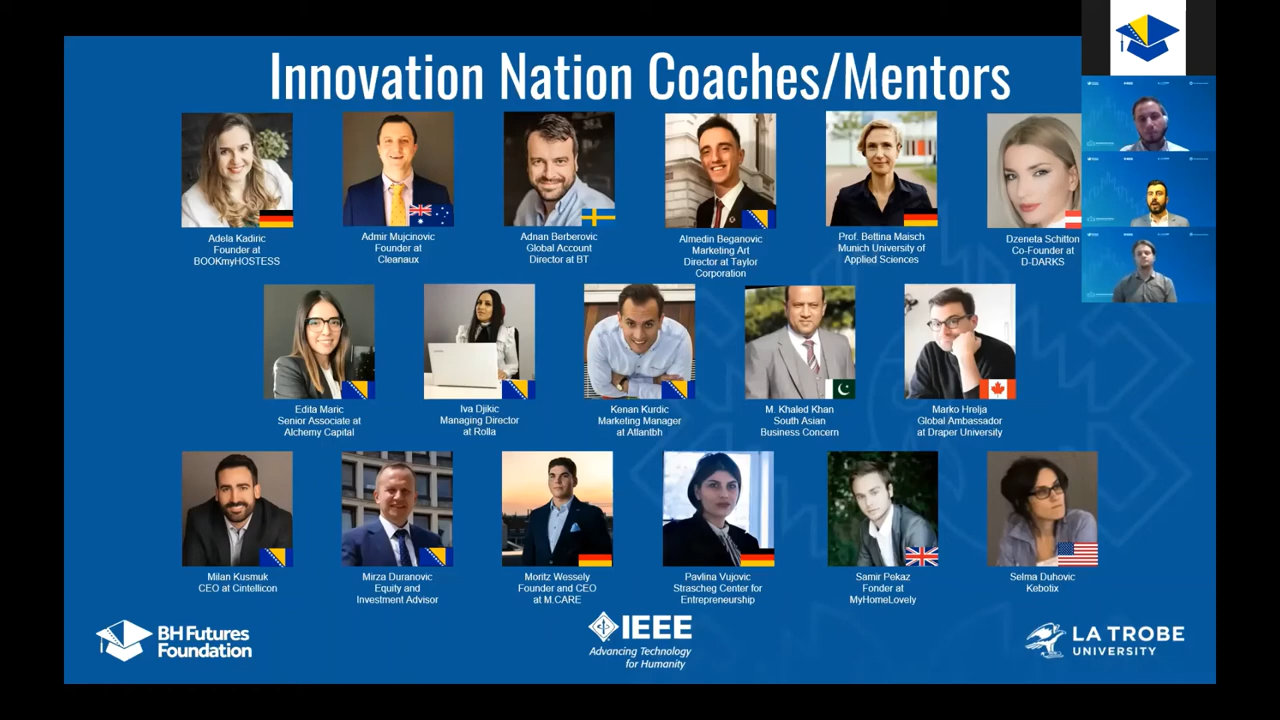 Innovation Nation Coaches/Mentors
Adela Kadiric
Founder at
BOOKmyHOSTESS
Admir Mujcinovic
Founder at
Cleanaux
Adnan Berberovic
Global Account
Director at BT
Almedin Beganovic
Marketing Art
Director at Taylor
Corporation
Prof. Bettina Maisch
Munich University of
Applied Sciences
Dzeneta Schitton
Co-Founder at
D-DARKS
Edita Maric
Senior Associate at
Alchemy Capital
Iva Djikic
Managing Director
at Rolla
Kenan Kurdic
Marketing Manager
at Atlantbh
M. Khaled Khan
South Asian
Business Concern
Marko Hrelja
Global Ambassador
at Draper University
Milan Kusmuk
CEO at Cintellicon
Mirza Duranovic
Equity and
Investment Advisor
Moritz Wessely
Founder and CEO
at M.CARE
Pavlina Vujovic
Strascheg Center for
Entrepreneurship
Samir Pekaz
Fonder at
MyHomeLovely
Selma Duhovic
Kebotix
BH Futures
Foundation
IEEE
Advancing Technology
for Humanity
LA TROBE
UNIVERSITY